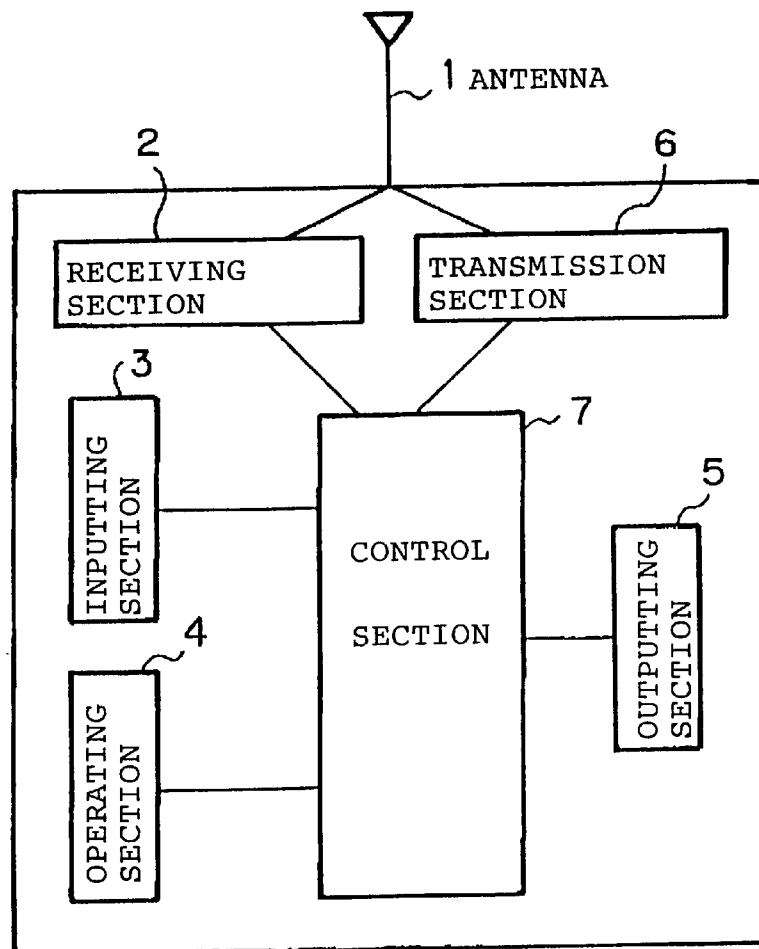 1 ANTENNA
2
6
RECEIVING
SECTION
TRANSMISSION
SECTION
3
7
INPUTTING
SECTION
CONTROL
SECTION
5
OUTPUTTING
SECTION
4
OPERATING
SECTION